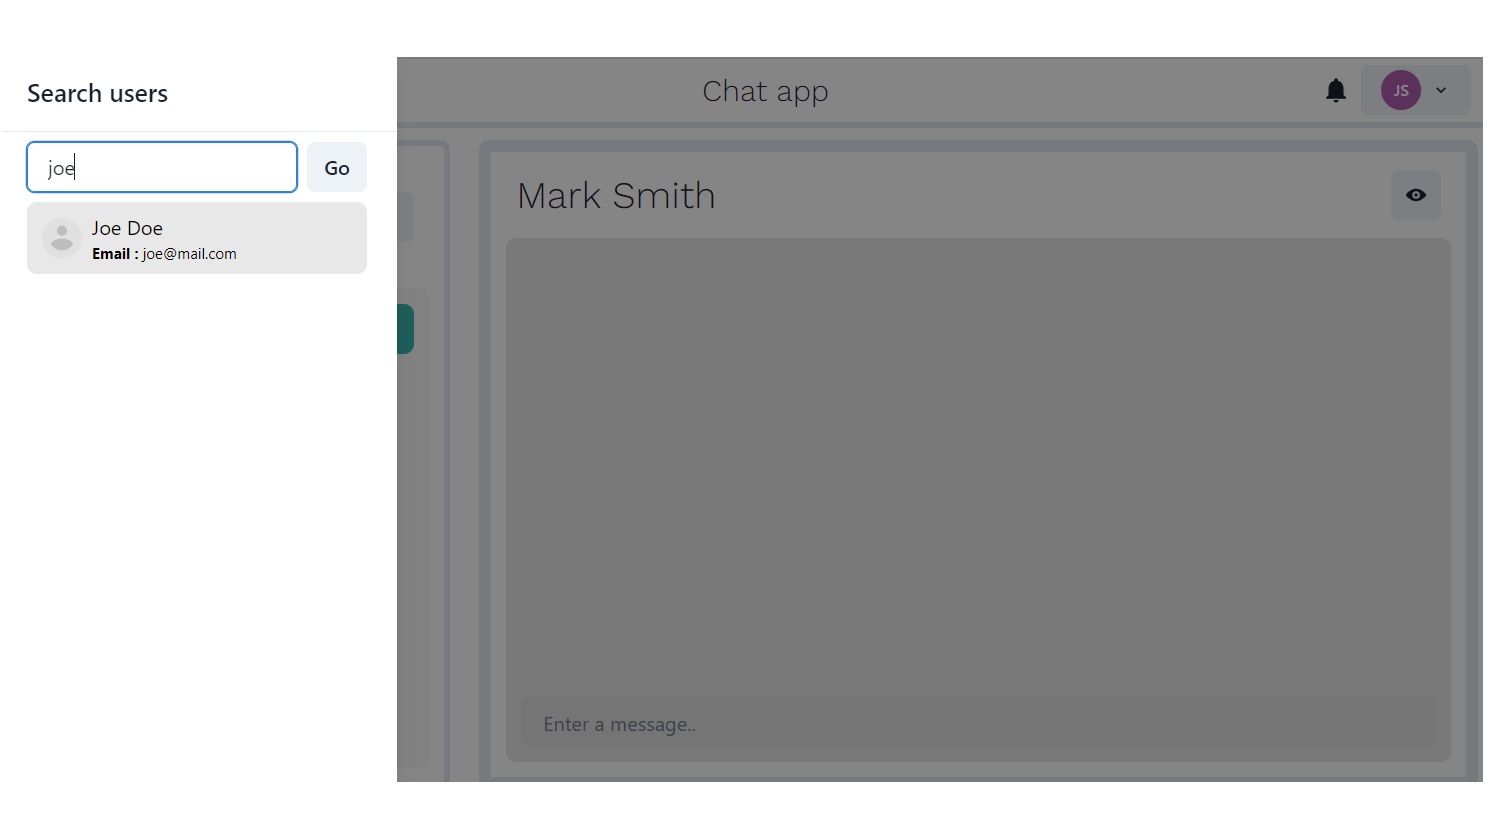 Search users
Chat app
JS
joe
Go
Joe Doe
Email : joe@mail.com
Mark Smith
Enter a message..